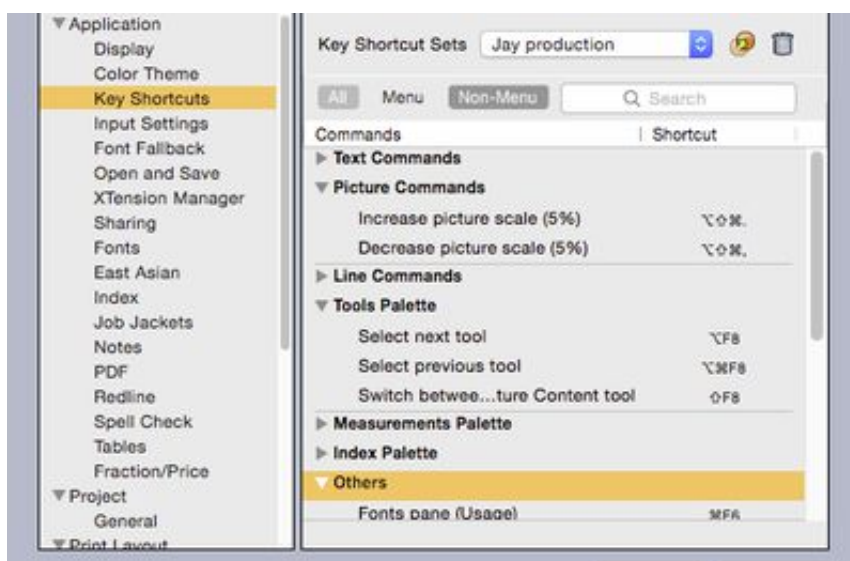 Application
Display
Color Theme
Key Shortcuts
Input Settings
Font Fallback
Open and Save
XTension Manager
Sharing
Fonts
East Asian
Index
Job Jackets
Notes
PDF
Redline
Spell Check
Tables
Fraction/Price
Project
General
Print Layout
Key Shortcut Sets Jay production
All Menu Non-Menu Search
Commands Shortcut
Text Commands
Picture Commands
Increase picture scale (5%) ⌥⇧⌘.
Decrease picture scale (5%) ⌥⇧⌘,
Line Commands
Tools Palette
Select next tool ⌥F8
Select previous tool ⌥⌘F8
Switch betwee...ture Content tool ⇧F8
Measurements Palette
Index Palette
Others
Fonts pane (Usage) ⌘F6